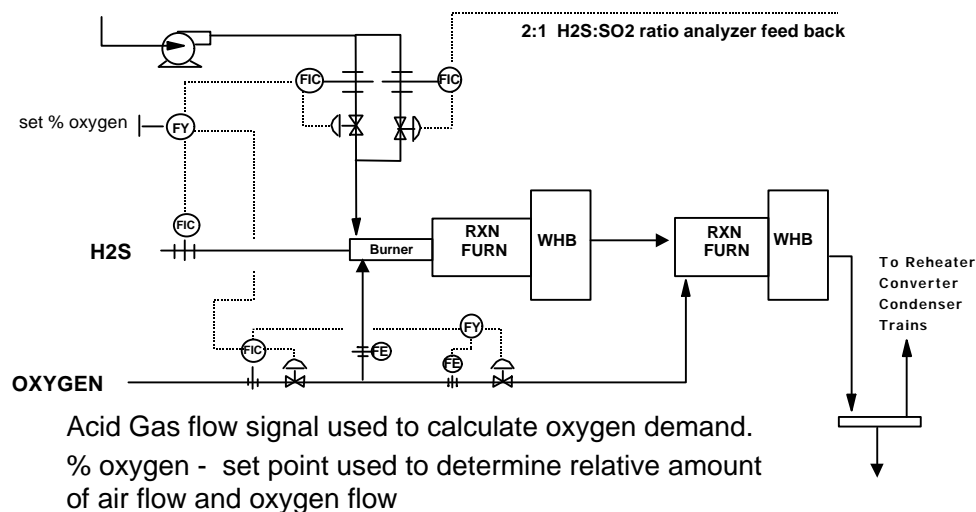 2:1 H2S:SO2 ratio analyzer feed back
FIC
FIC
set % oxygen
FY
FIC
H2S
Burner
RXN
FURN
WHB
RXN
FURN
WHB
To Reheater
Converter
Condenser
Trains
FIC
FE
FY
FE
OXYGEN
Acid Gas flow signal used to calculate oxygen demand.
% oxygen - set point used to determine relative amount
of air flow and oxygen flow